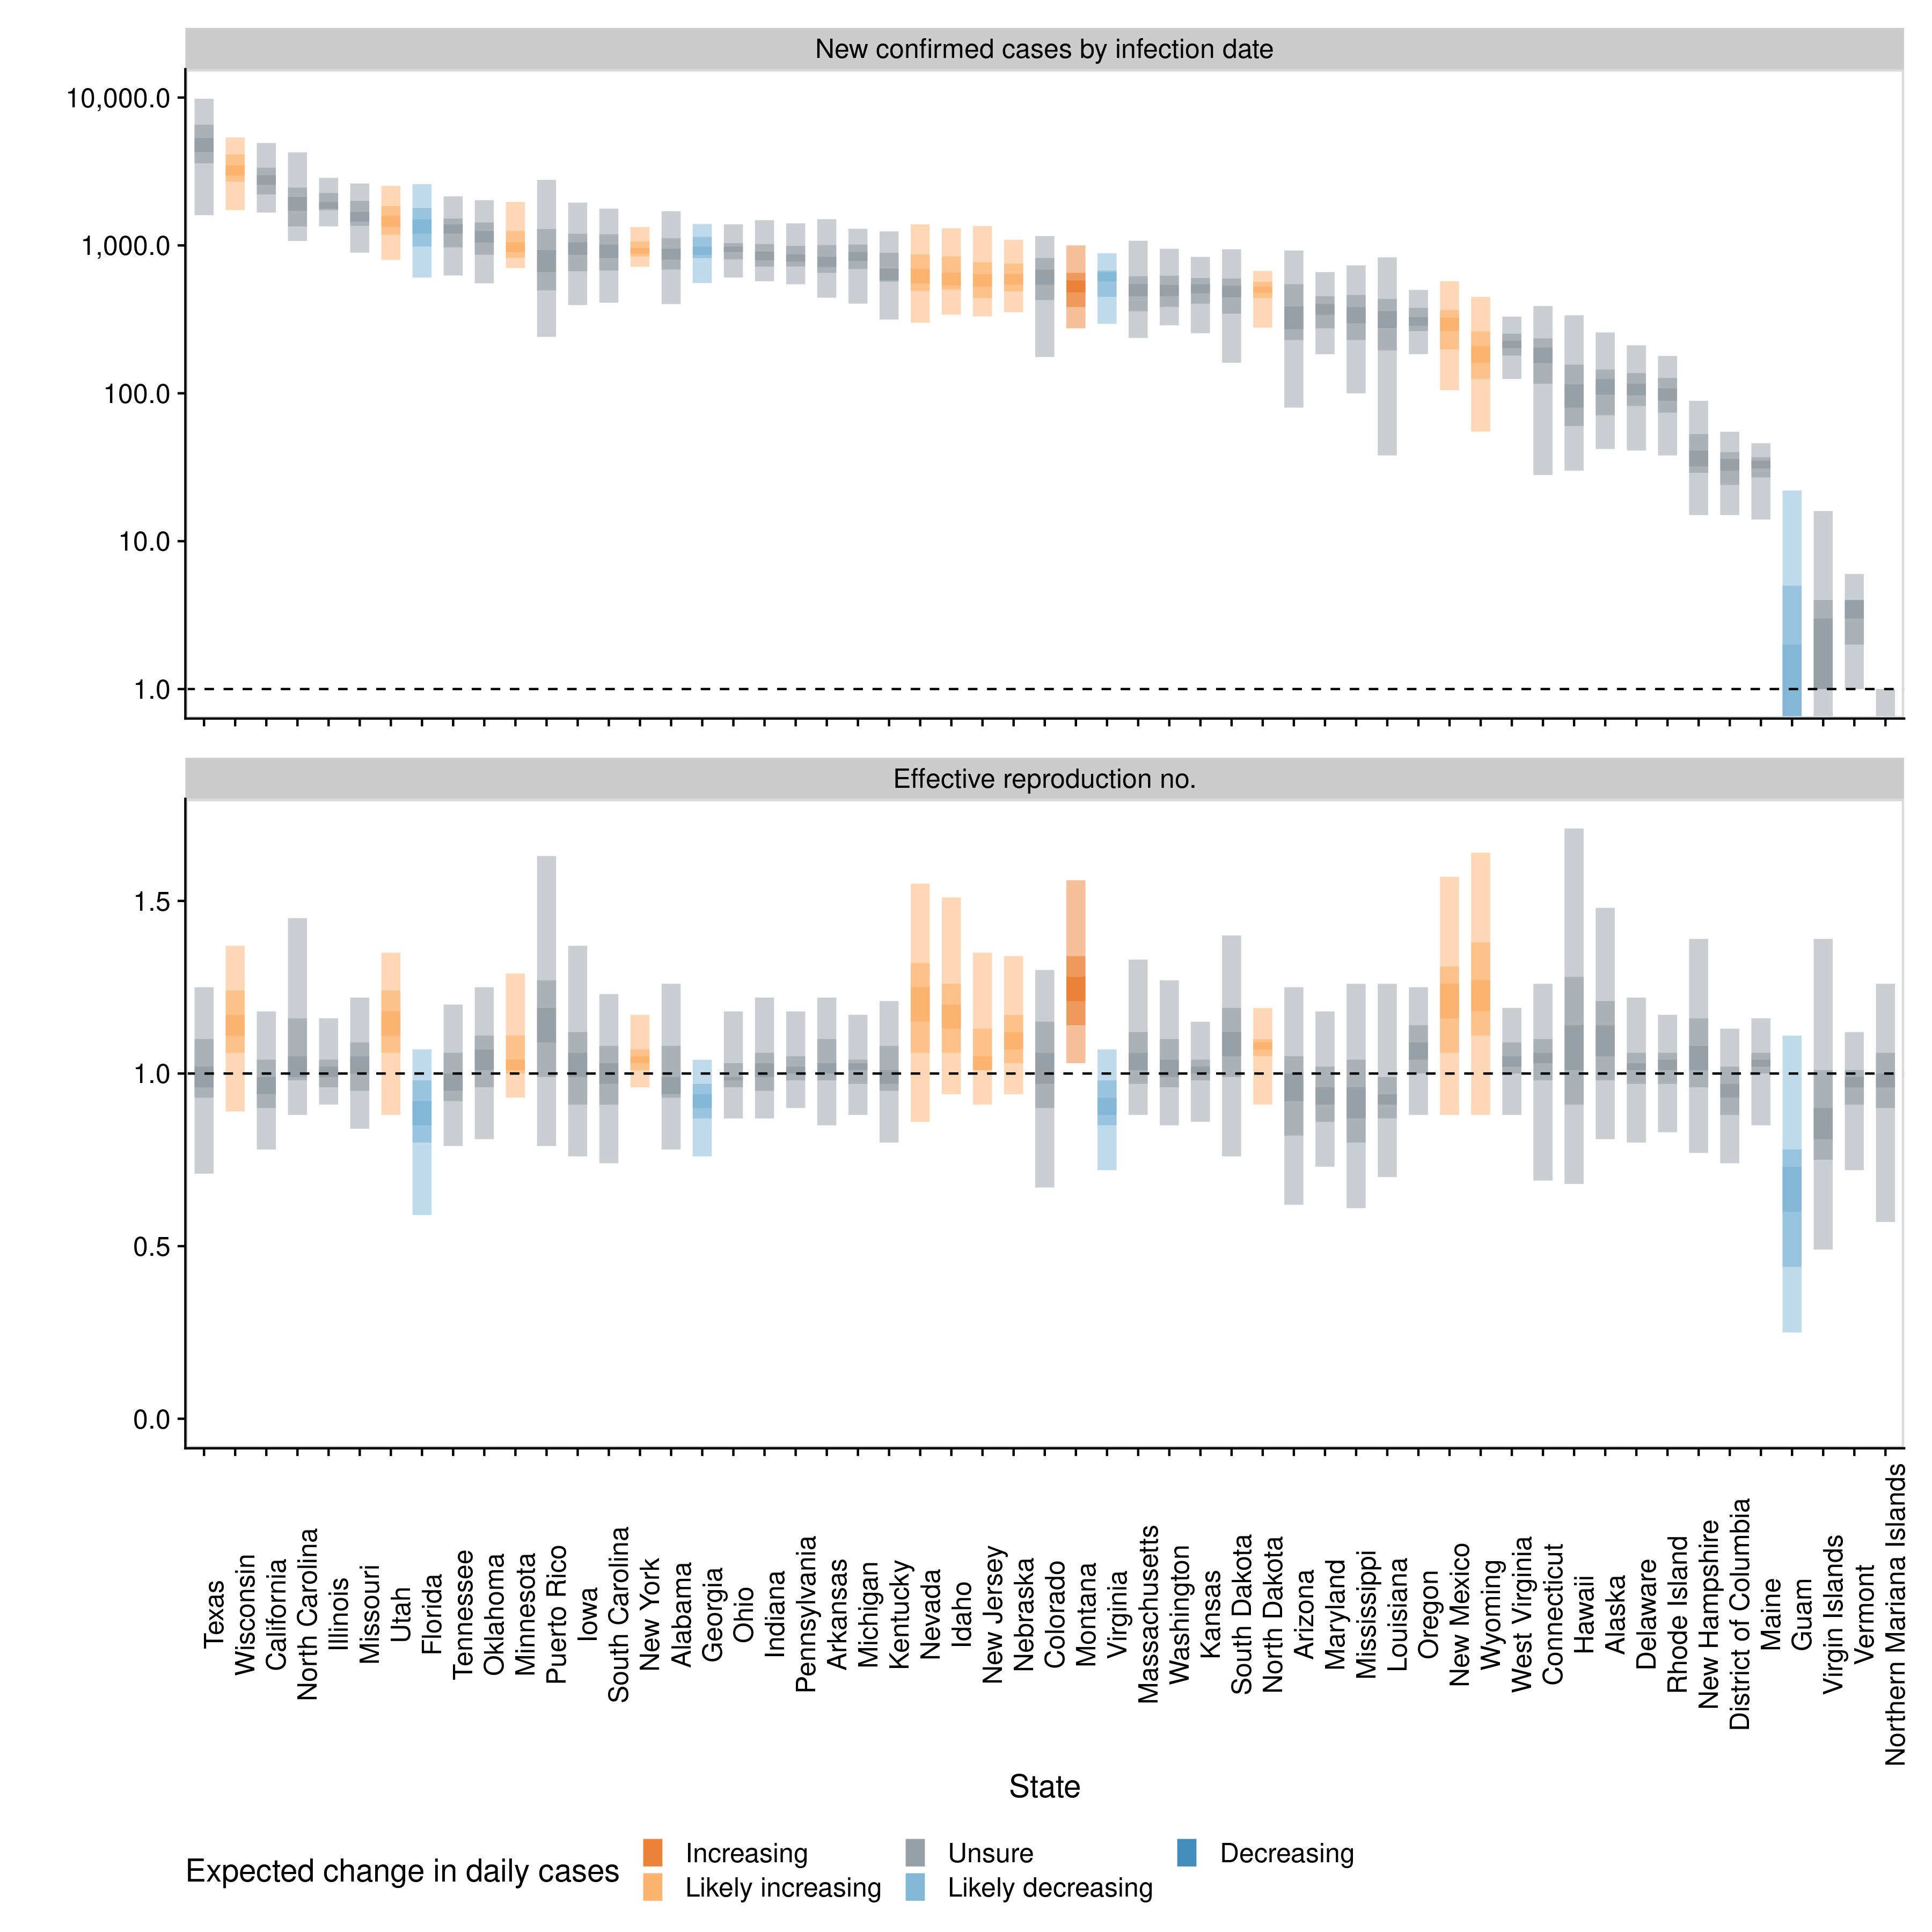 New confirmed cases by infection date
10,000.0
1,000.0
100.0
10.0
1.0
Effective reproduction no.
1.5
1.0
0.5
0.0
Texas
Wisconsin
California
North Carolina
Illinois
Missouri
Utah
Florida
Tennessee
Oklahoma
Minnesota
Puerto Rico
Iowa
South Carolina
New York
Alabama
Georgia
Ohio
Indiana
Pennsylvania
Arkansas
Michigan
Kentucky
Nevada
Idaho
New Jersey
Nebraska
Colorado
Montana
Virginia
Massachusetts
Washington
Kansas
South Dakota
North Dakota
Arizona
Maryland
Mississippi
Louisiana
Oregon
New Mexico
Wyoming
West Virginia
Connecticut
Hawaii
Alaska
Delaware
Rhode Island
New Hampshire
District of Columbia
Maine
Guam
Virgin Islands
Vermont
Northern Mariana Islands
State
Expected change in daily cases
Increasing
Likely increasing
Unsure
Likely decreasing
Decreasing